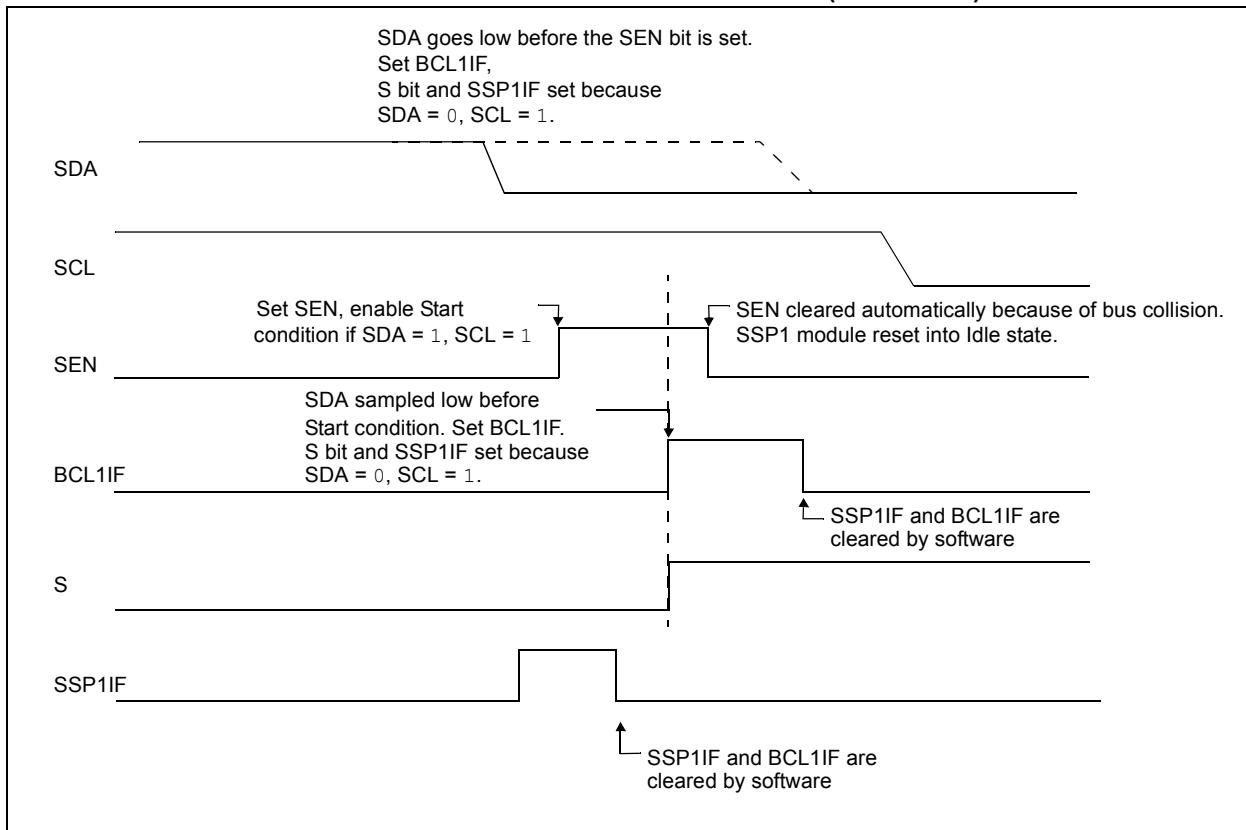 SDA goes low before the SEN bit is set.
Set BCL1IF,
S bit and SSP1IF set because
SDA = 0, SCL = 1.
SDA
SCL
Set SEN, enable Start
condition if SDA = 1, SCL = 1
SEN cleared automatically because of bus collision.
SSP1 module reset into Idle state.
SEN
SDA sampled low before
Start condition. Set BCL1IF.
S bit and SSP1IF set because
SDA = 0, SCL = 1.
BCL1IF
SSP1IF and BCL1IF are
cleared by software
S
SSP1IF
SSP1IF and BCL1IF are
cleared by software